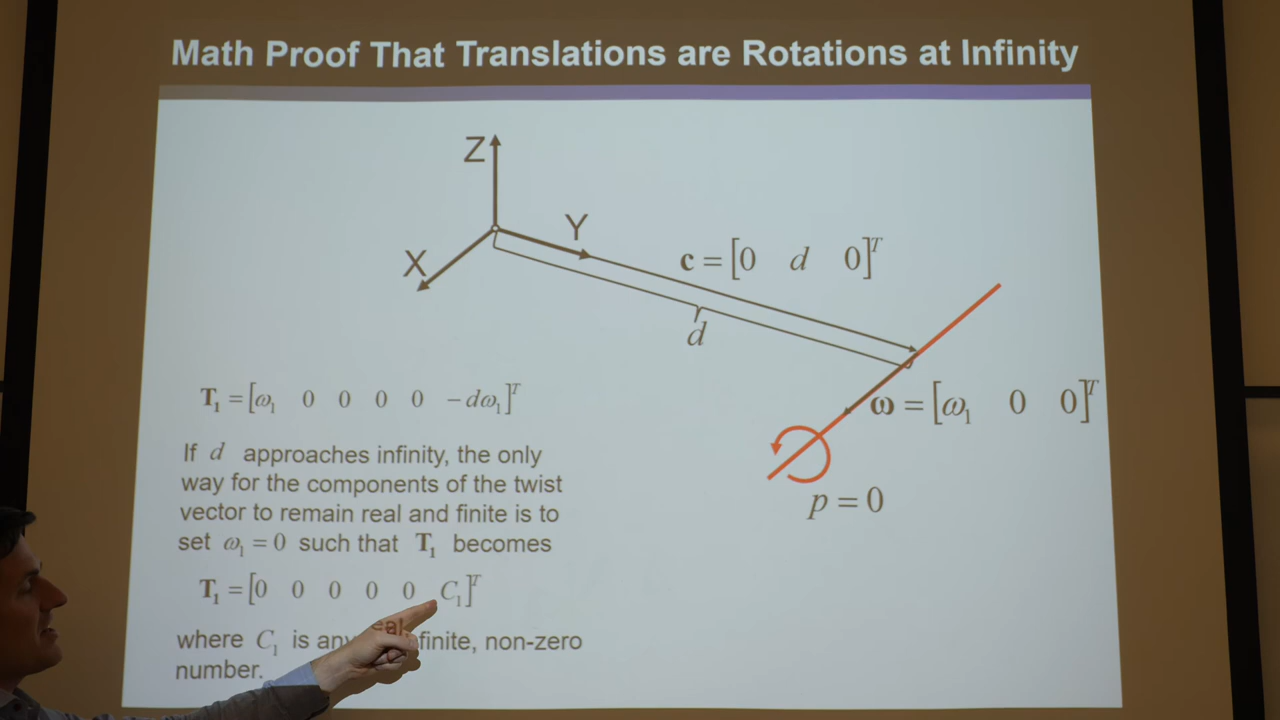 Math Proof That Translations are Rotations at Infinity
Z
Y
X
c = [0 d 0]ᵀ
d
T₁ = [ω₁ 0 0 0 0 −dω₁]ᵀ
ω = [ω₁ 0 0]ᵀ
If d approaches infinity, the only
way for the components of the twist
vector to remain real and finite is to
set ω₁ = 0 such that T₁ becomes
p = 0
T₁ = [0 0 0 0 0 C₁]ᵀ
where C₁ is any real, finite, non-zero
number.